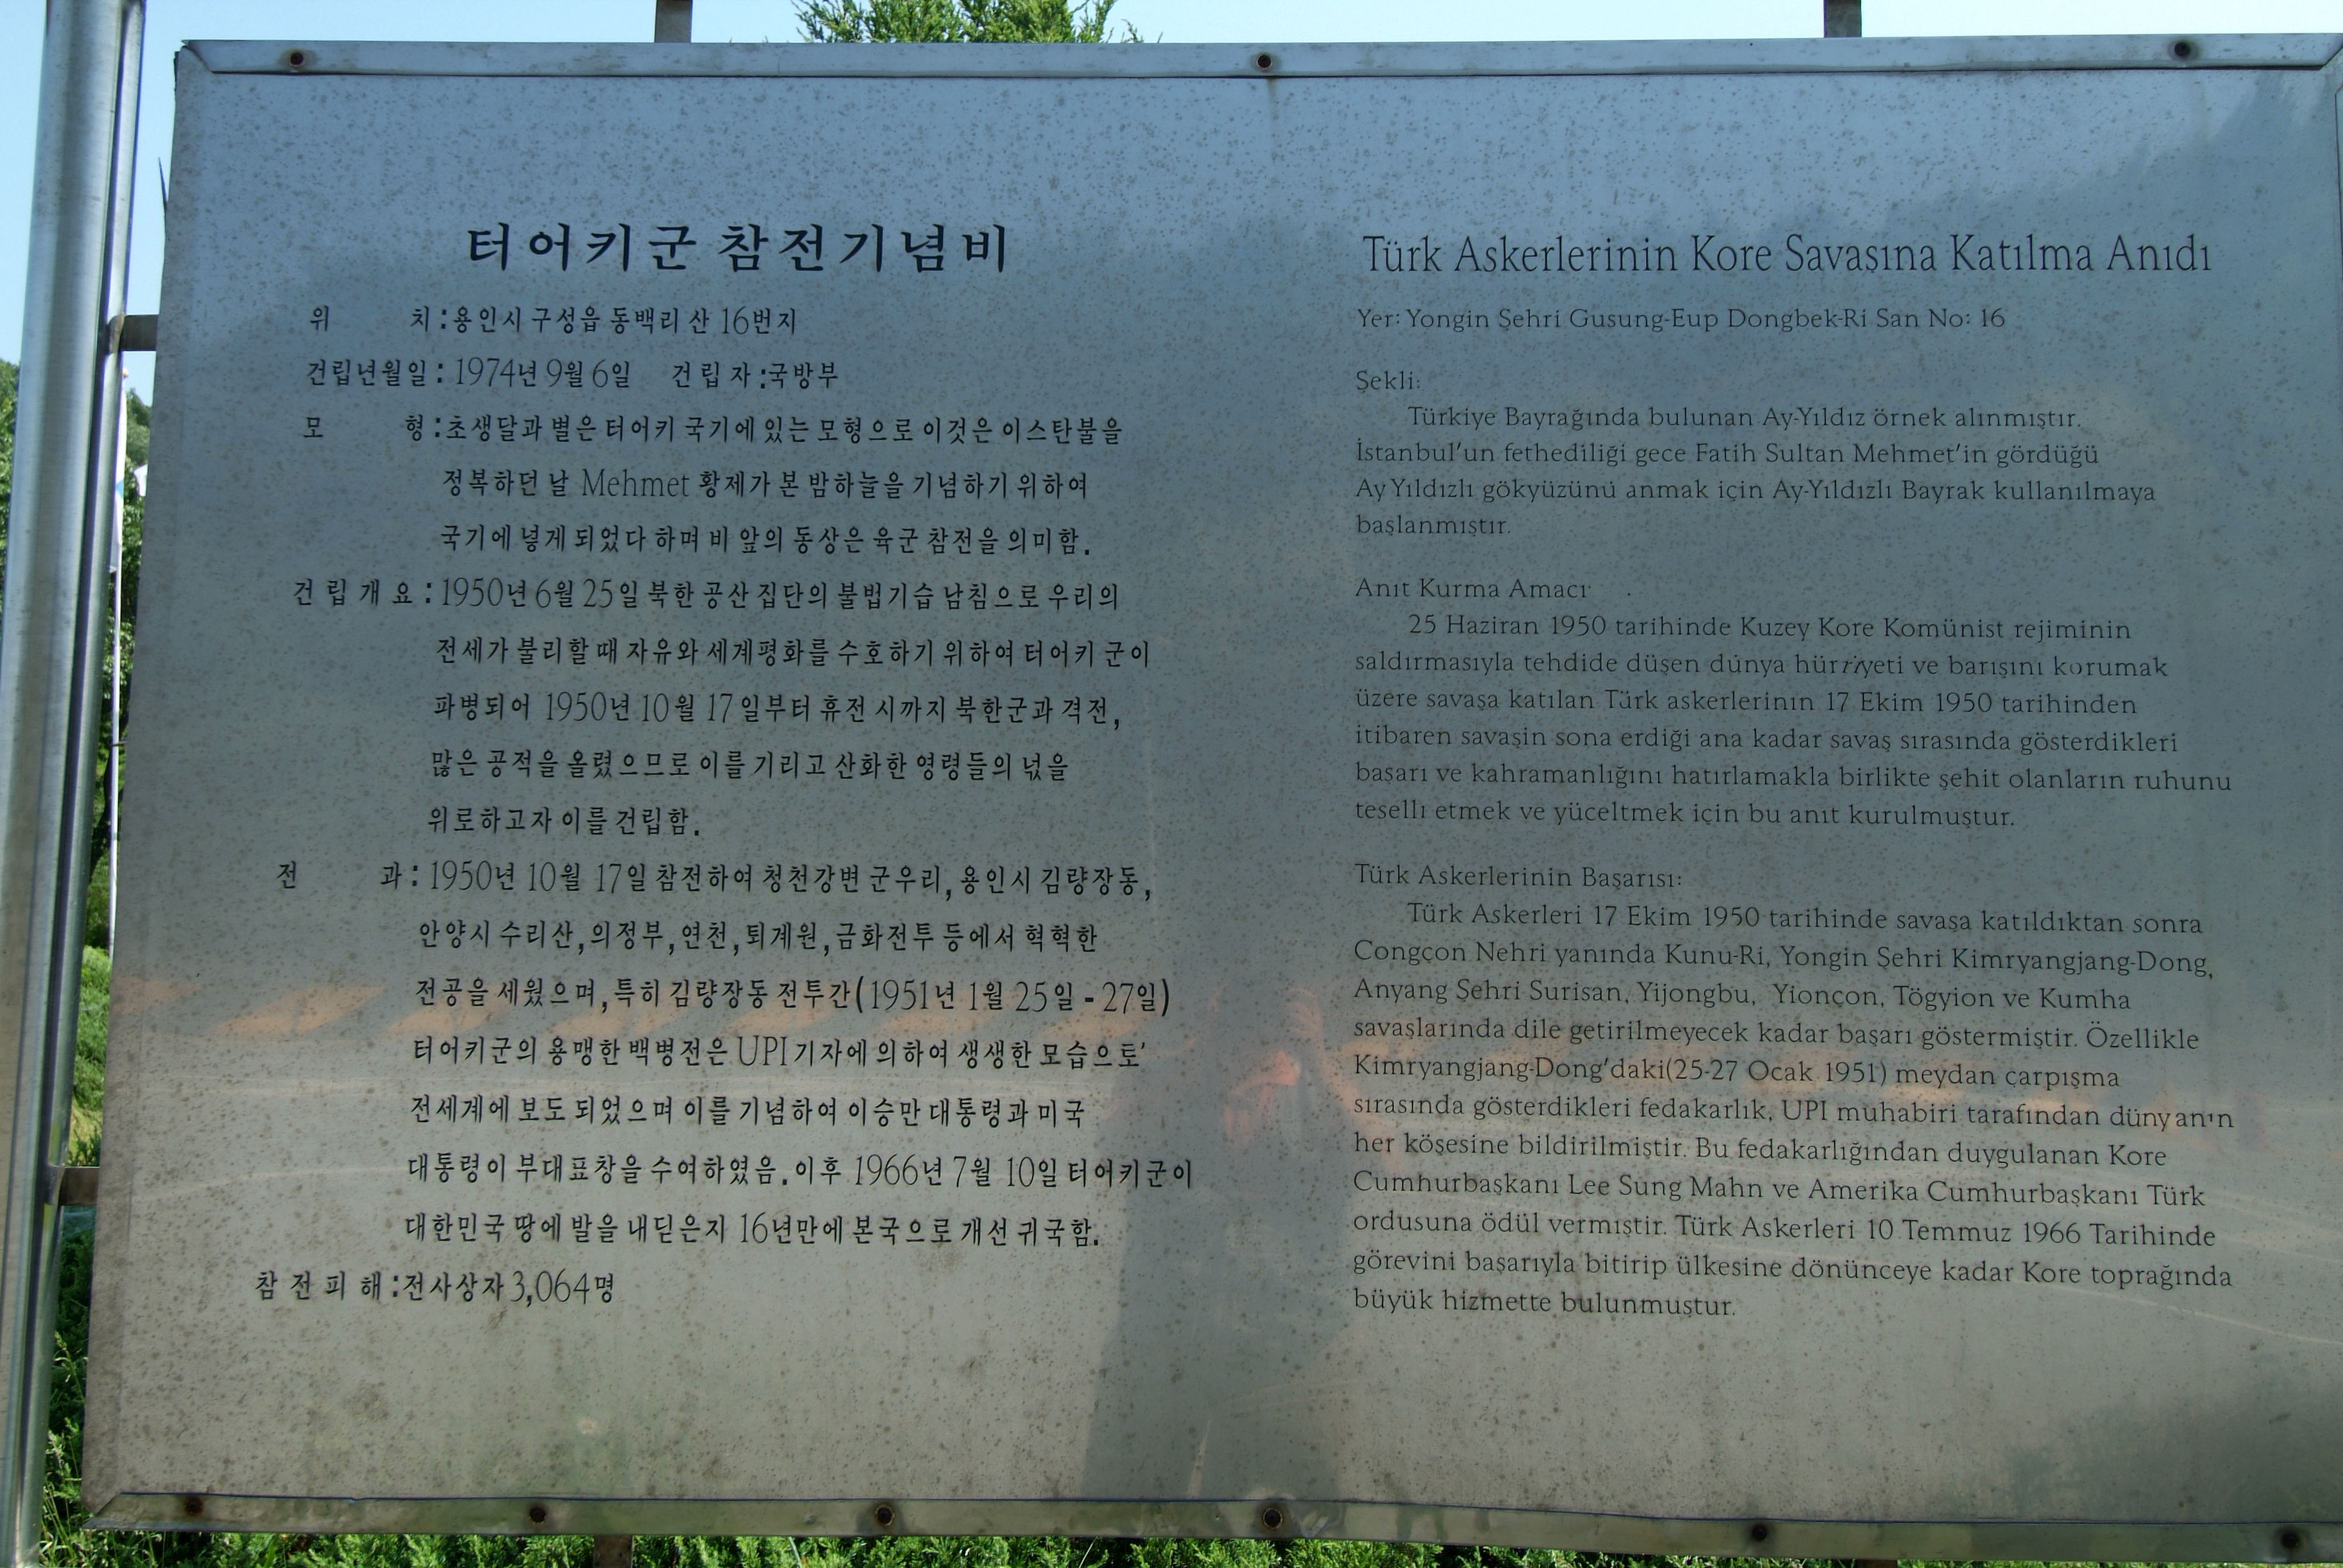 터어키군 참전기념비
위 치 : 용인시 구성읍 동백리 산 16번지
건립년월일 : 1974년 9월 6일 건 립 자 : 국방부
모 형 : 초생달과 별은 터어키 국기에 있는 모형으로 이것은 이스탄불을
정복하던 날 Mehmet 황제가 본 밤하늘을 기념하기 위하여
국기에 넣게 되었다 하며 비 앞의 동상은 육군 참전을 의미함.
건 립 개 요 : 1950년 6월 25일 북한 공산 집단의 불법기습 남침으로 우리의
전세가 불리할 때 자유와 세계평화를 수호하기 위하여 터어키 군이
파병되어 1950년 10월 17일부터 휴전 시까지 북한군과 격전,
많은 공적을 올렸으므로 이를 기리고 산화한 영령들의 넋을
위로하고자 이를 건립함.
전 과 : 1950년 10월 17일 참전하여 청천강변 군우리, 용인시 김량장동,
안양시 수리산, 의정부, 연천, 퇴계원, 금화전투 등에서 혁혁한
전공을 세웠으며, 특히 김량장동 전투간(1951년 1월 25일 - 27일)
터어키군의 용맹한 백병전은 UPI 기자에 의하여 생생한 모습으로
전세계에 보도 되었으며 이를 기념하여 이승만 대통령과 미국
대통령이 부대표창을 수여하였음. 이후 1966년 7월 10일 터어키군이
대한민국 땅에 발을 내딛은지 16년만에 본국으로 개선 귀국함.
참 전 피 해 : 전사상자 3,064명
Türk Askerlerinin Kore Savaşına Katılma Anıdı
Yer: Yongin Şehri Gusung-Eup Dongbek-Ri San No: 16
Şekli:
Türkiye Bayrağında bulunan Ay-Yıldız örnek alınmıştır.
İstanbul'un fethediliği gece Fatih Sultan Mehmet'in gördüğü
Ay Yıldızlı gökyüzünü anmak için Ay-Yıldızlı Bayrak kullanılmaya
başlanmıştır.
Anıt Kurma Amacı
25 Haziran 1950 tarihinde Kuzey Kore Komünist rejiminin
saldırmasıyla tehdide düşen dünya hürriyeti ve barışını korumak
üzere savaşa katılan Türk askerlerinin 17 Ekim 1950 tarihinden
itibaren savaşin sona erdiği ana kadar savaş sırasında gösterdikleri
başarı ve kahramanlığını hatırlamakla birlikte şehit olanların ruhunu
teselli etmek ve yüceltmek için bu anıt kurulmuştur.
Türk Askerlerinin Başarısı:
Türk Askerleri 17 Ekim 1950 tarihinde savaşa katıldıktan sonra
Congçon Nehri yanında Kunu-Ri, Yongin Şehri Kimryangjang-Dong,
Anyang Şehri Surisan, Yijongbu, Yionçon, Tögyion ve Kumha
savaşlarında dile getirilmeyecek kadar başarı göstermiştir. Özellikle
Kimryangjang-Dong'daki(25-27 Ocak 1951) meydan çarpışma
sırasında gösterdikleri fedakarlık, UPI muhabiri tarafından dünyanın
her köşesine bildirilmiştir. Bu fedakarlığından duygulanan Kore
Cumhurbaşkanı Lee Sung Mahn ve Amerika Cumhurbaşkanı Türk
ordusuna ödül vermıştir. Türk Askerleri 10 Temmuz 1966 Tarihinde
görevini başarıyla bitirip ülkesine dönünceye kadar Kore toprağında
büyük hizmette bulunmuştur.